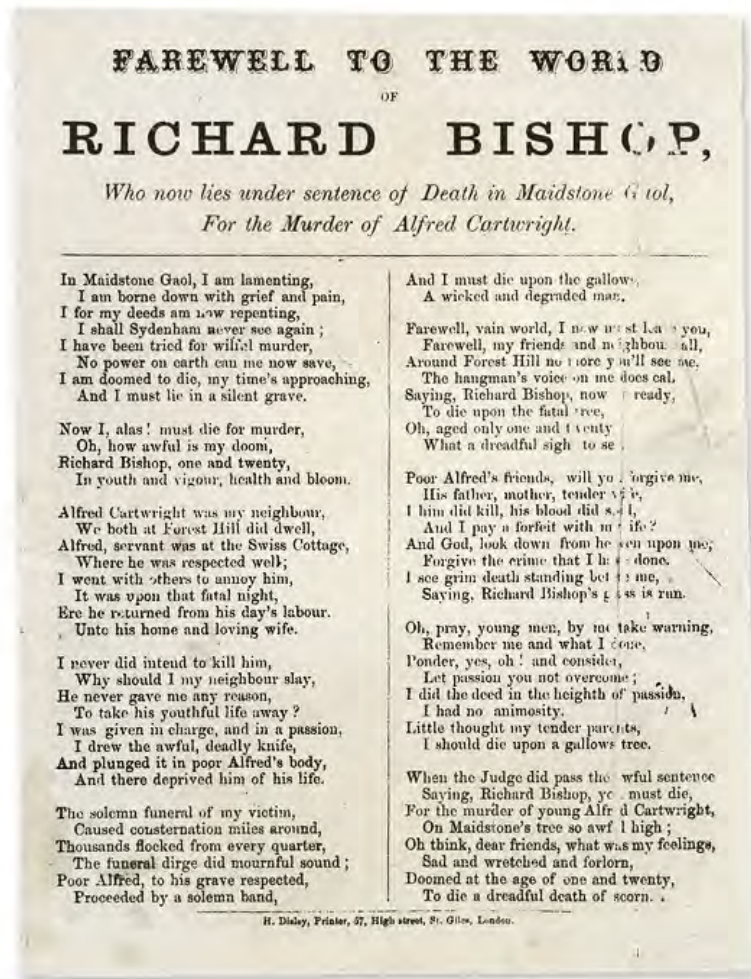 FAREWELL TO THE WORLD
OF
RICHARD BISHOP,
Who now lies under sentence of Death in Maidstone Gaol,
For the Murder of Alfred Cartwright.
In Maidstone Gaol, I am lamenting,
I am borne down with grief and pain,
I for my deeds am now repenting,
I shall Sydenham never see again ;
I have been tried for wilful murder,
No power on earth can me now save,
I am doomed to die, my time's approaching,
And I must lie in a silent grave.
Now I, alas ! must die for murder,
Oh, how awful is my doom,
Richard Bishop, one and twenty,
In youth and vigour, health and bloom.
Alfred Cartwright was my neighbour,
We both at Forest Hill did dwell,
Alfred, servant was at the Swiss Cottage,
Where he was respected well;
I went with others to annoy him,
It was upon that fatal night,
Ere he returned from his day's labour.
Unto his home and loving wife.
I never did intend to kill him,
Why should I my neighbour slay,
He never gave me any reason,
To take his youthful life away ?
I was given in charge, and in a passion,
I drew the awful, deadly knife,
And plunged it in poor Alfred's body,
And there deprived him of his life.
The solemn funeral of my victim,
Caused consternation miles around,
Thousands flocked from every quarter,
The funeral dirge did mournful sound ;
Poor Alfred, to his grave respected,
Proceeded by a solemn band,
And I must die upon the gallows,
A wicked and degraded man.
Farewell, vain world, I now must leave you,
Farewell, my friends and neighbours all,
Around Forest Hill no more you'll see me,
The hangman's voice on me does call,
Saying, Richard Bishop, now ready,
To die upon the fatal tree,
Oh, aged only one and twenty
What a dreadful sight to see.
Poor Alfred's friends, will you forgive me,
His father, mother, tender wife,
I him did kill, his blood did spill,
And I pay a forfeit with my life ?
And God, look down from heaven upon me,
Forgive the crime that I have done.
I see grim death standing before me,
Saying, Richard Bishop's glass is run.
Oh, pray, young men, by me take warning,
Remember me and what I done,
Ponder, yes, oh ! and consider,
Let passion you not overcome ;
I did the deed in the heighth of passion,
I had no animosity.
Little thought my tender parents,
I should die upon a gallows tree.
When the Judge did pass the awful sentence
Saying, Richard Bishop, you must die,
For the murder of young Alfred Cartwright,
On Maidstone's tree so awful high ;
Oh think, dear friends, what was my feelings,
Sad and wretched and forlorn,
Doomed at the age of one and twenty,
To die a dreadful death of scorn.
H. Disley, Printer, 57, High street, St. Giles, London.